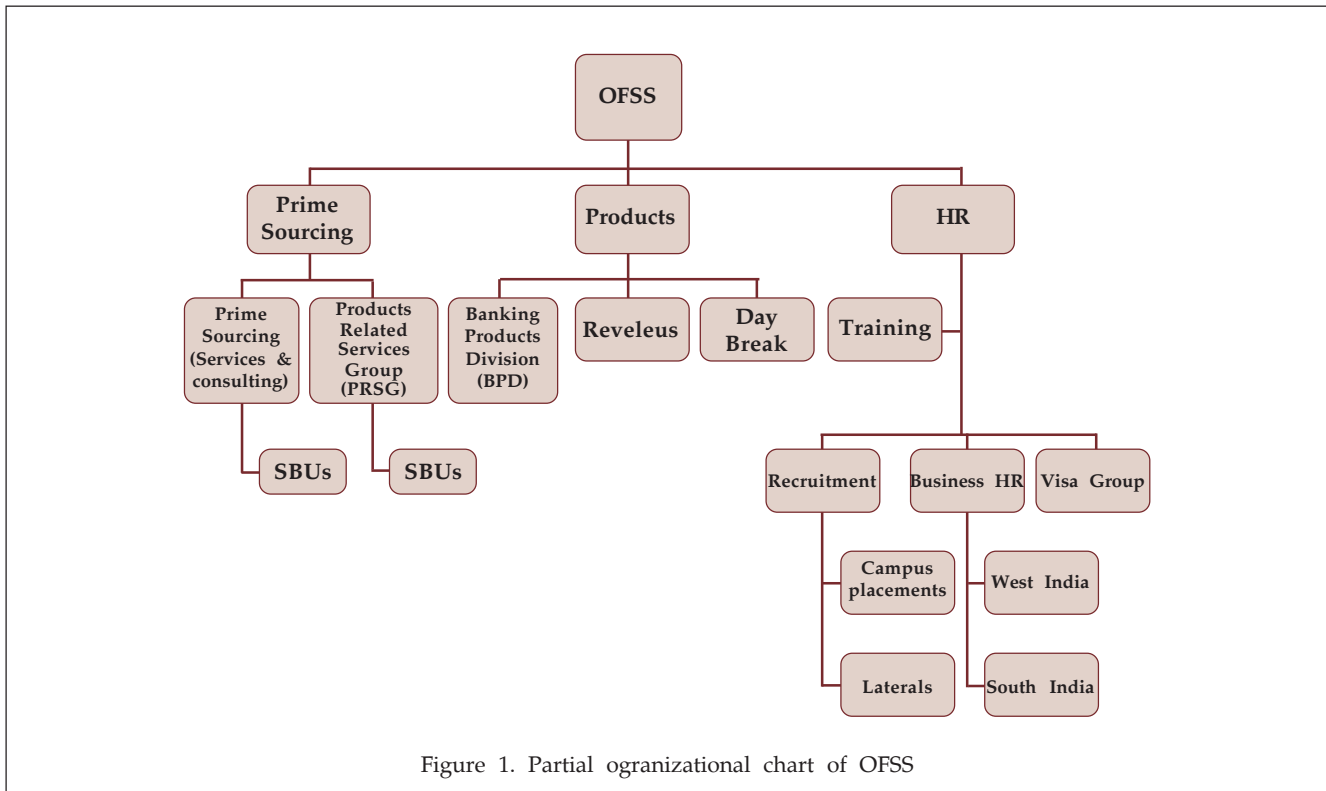 OFSS
Prime
Sourcing
Products
HR
Prime
Sourcing
(Services &
consulting)
Products
Related
Services
Group
(PRSG)
Banking
Products
Division
(BPD)
Reveleus
Day
Break
Training
SBUs
SBUs
Recruitment
Business HR
Visa Group
Campus
placements
West India
Laterals
South India
Figure 1. Partial ogranizational chart of OFSS